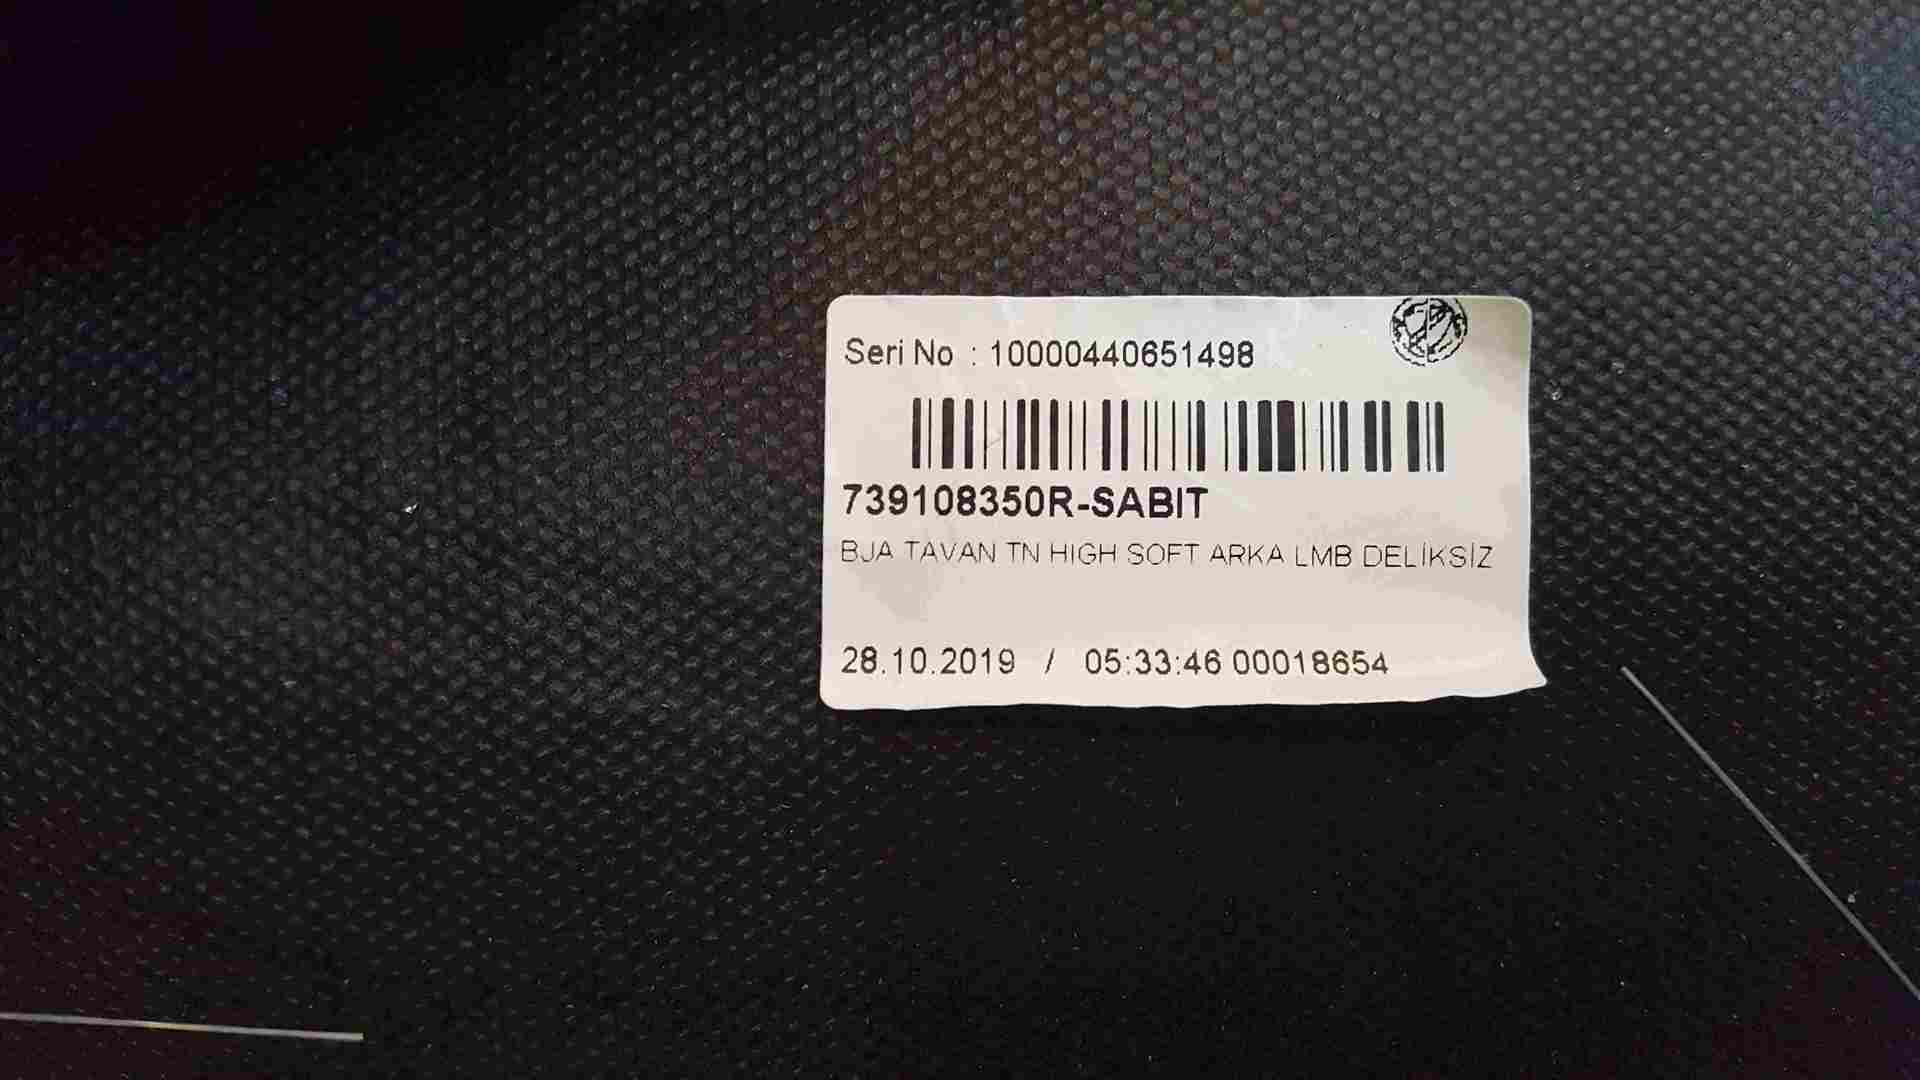 Seri No : 10000440651498
739108350R-SABIT
BJA TAVAN TN HIGH SOFT ARKA LMB DELİKSİZ
28.10.2019 / 05:33:46 00018654